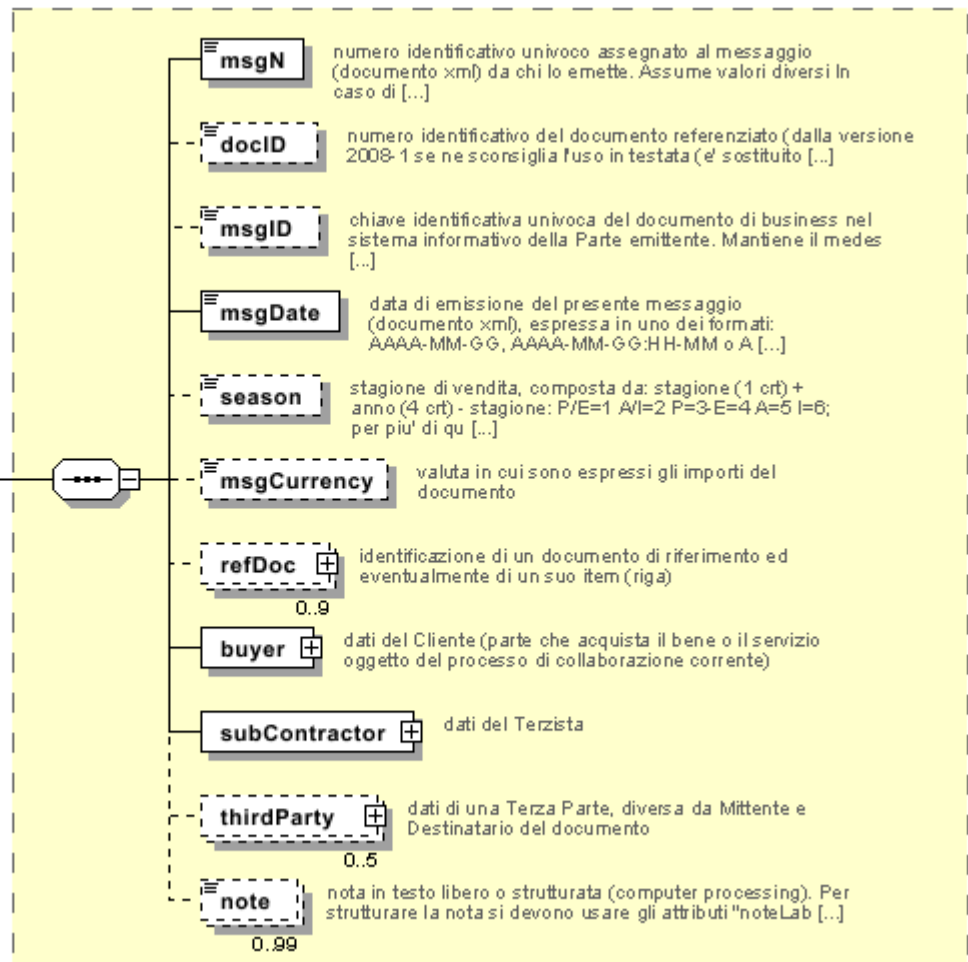 msgN
numero identificativo univoco assegnato al messaggio
(documento xml) da chi lo emette. Assume valori diversi In
caso di [...]
docID
numero identificativo del documento referenziato (dalla versione
2008-1 se ne sconsiglia l'uso in testata (e' sostituito [...]
msgID
chiave identificativa univoca del documento di business nel
sistema informativo della Parte emittente. Mantiene il medes
[...]
msgDate
data di emissione del presente messaggio
(documento xml), espressa in uno dei formati:
AAAA-MM-GG, AAAA-MM-GG:HH-MM o A [...]
season
stagione di vendita, composta da: stagione (1 crt) +
anno (4 crt) - stagione: P/E=1 A/I=2 P=3-E=4 A=5 I=6;
per piu' di qu [...]
msgCurrency
valuta in cui sono espressi gli importi del
documento
refDoc
identificazione di un documento di riferimento ed
eventualmente di un suo item (riga)
0..9
buyer
dati del Cliente (parte che acquista il bene o il servizio
oggetto del processo di collaborazione corrente)
subContractor
dati del Terzista
thirdParty
dati di una Terza Parte, diversa da Mittente e
Destinatario del documento
0..5
note
nota in testo libero o strutturata (computer processing). Per
strutturare la nota si devono usare gli attributi "noteLab [...]
0..99